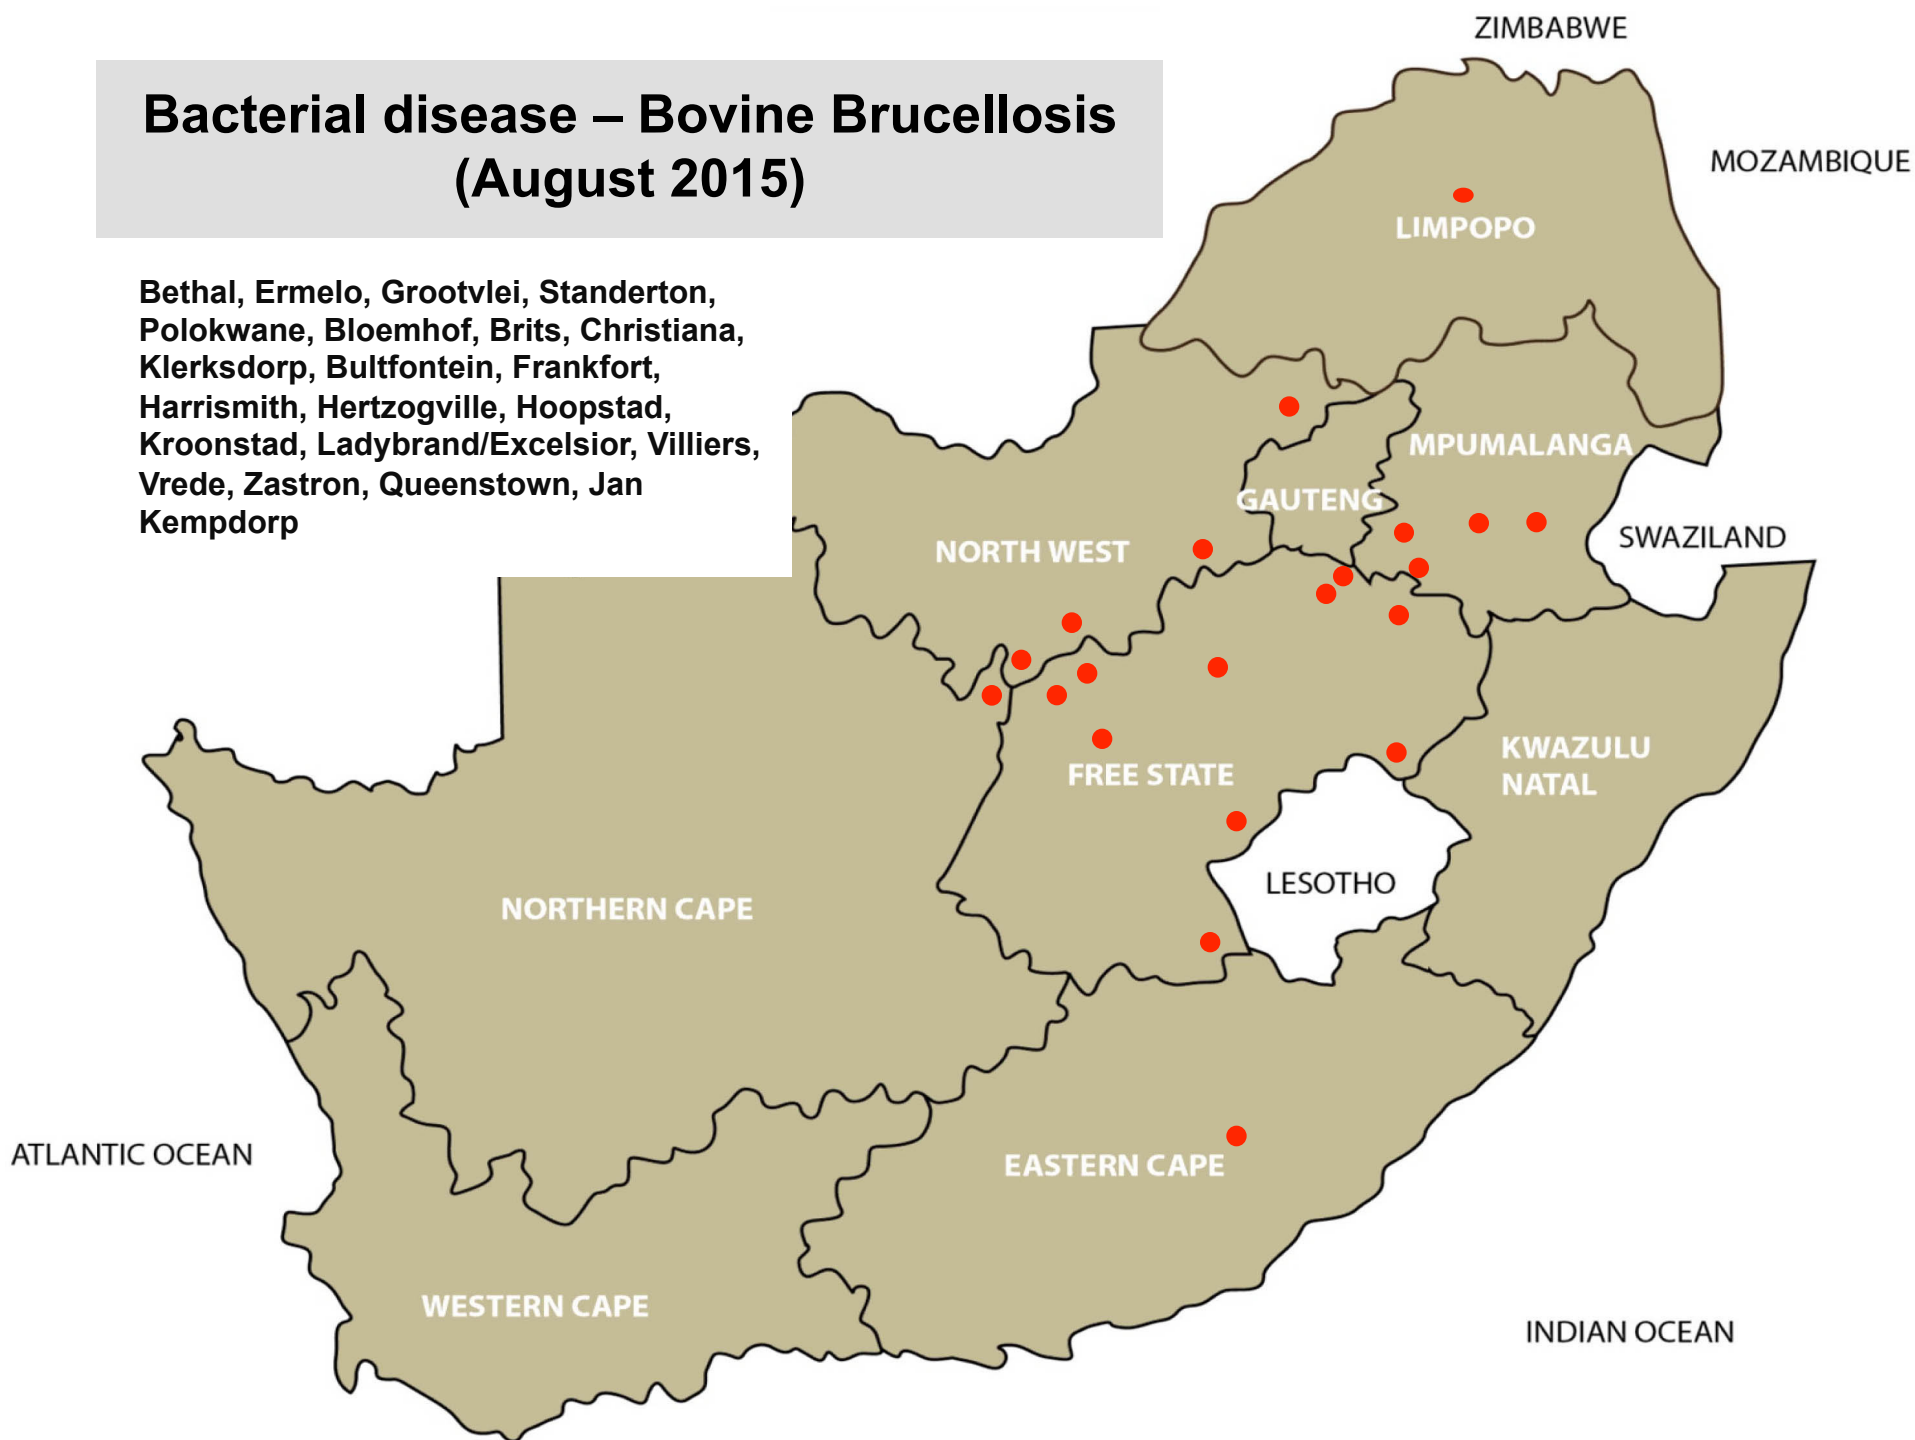 ZIMBABWE
Bacterial disease – Bovine Brucellosis
(August 2015)
MOZAMBIQUE
LIMPOPO
Bethal, Ermelo, Grootvlei, Standerton,
Polokwane, Bloemhof, Brits, Christiana,
Klerksdorp, Bultfontein, Frankfort,
Harrismith, Hertzogville, Hoopstad,
Kroonstad, Ladybrand/Excelsior, Villiers,
Vrede, Zastron, Queenstown, Jan
Kempdorp
MPUMALANGA
GAUTENG
SWAZILAND
NORTH WEST
KWAZULU
NATAL
FREE STATE
LESOTHO
NORTHERN CAPE
ATLANTIC OCEAN
EASTERN CAPE
WESTERN CAPE
INDIAN OCEAN